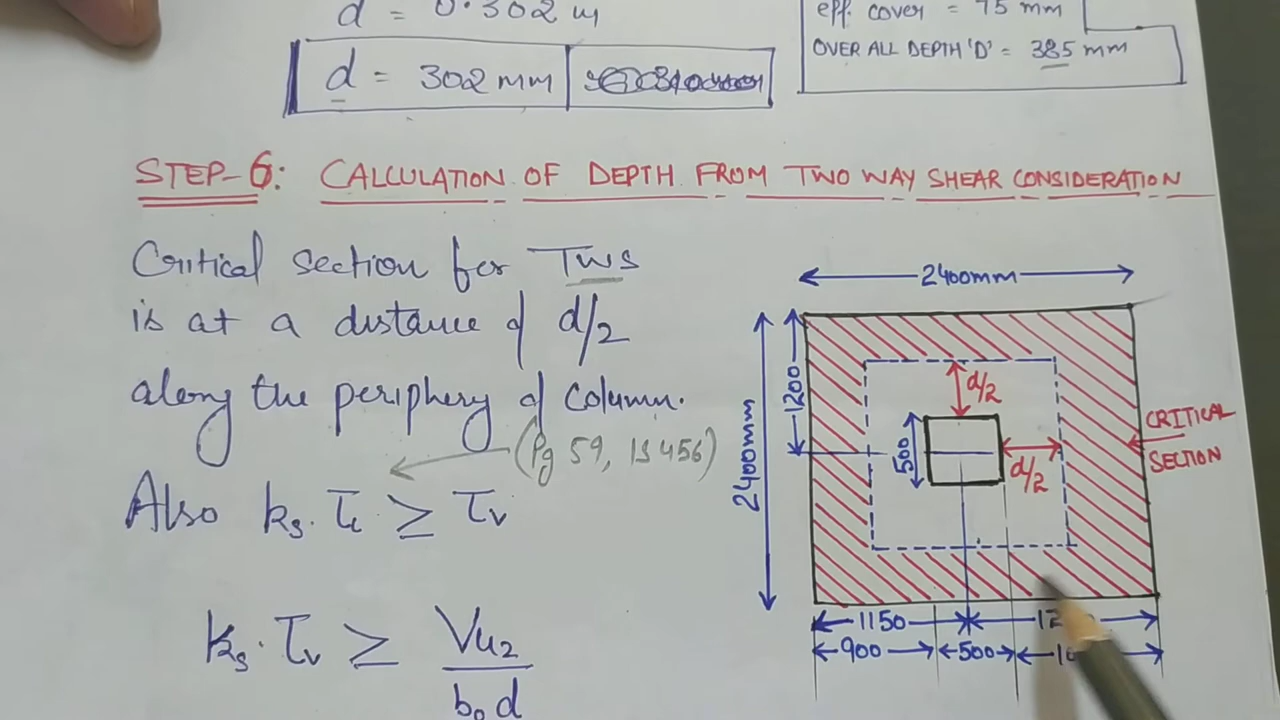 d = 0.302 m
d = 302 mm
eff. cover = 75 mm
OVER ALL DEPTH 'D' = 385 mm
STEP-6: CALCULATION OF DEPTH FROM TWO WAY SHEAR CONSIDERATION
Critical section for TWS
is at a distance of d/2
along the periphery of column.
(Pg 59, IS 456)
Also ks. τc ≥ τv
ks. τv ≥ Vu2
b0 d
2400mm
2400mm
1200
d/2
500
d/2
CRITICAL
SECTION
1150
900
500